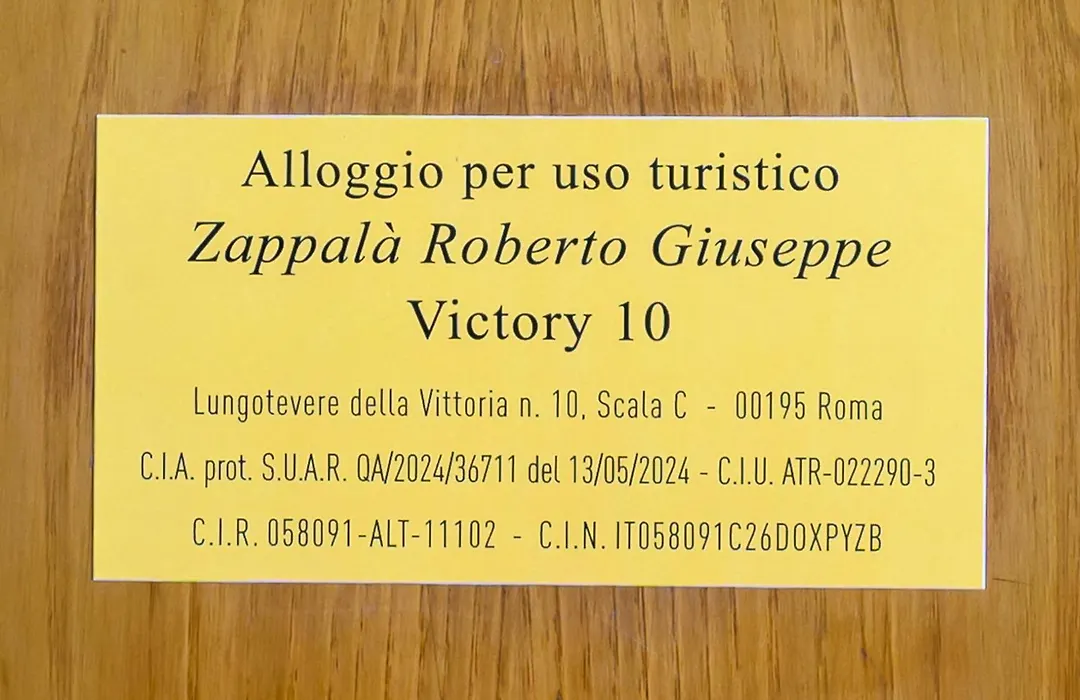 Alloggio per uso turistico
Zappalà Roberto Giuseppe
Victory 10
Lungotevere della Vittoria n. 10, Scala C - 00195 Roma
C.I.A. prot. S.U.A.R. QA/2024/36711 del 13/05/2024 - C.I.U. ATR-022290-3
C.I.R. 058091-ALT-11102 - C.I.N. IT058091C26DOXPYZB